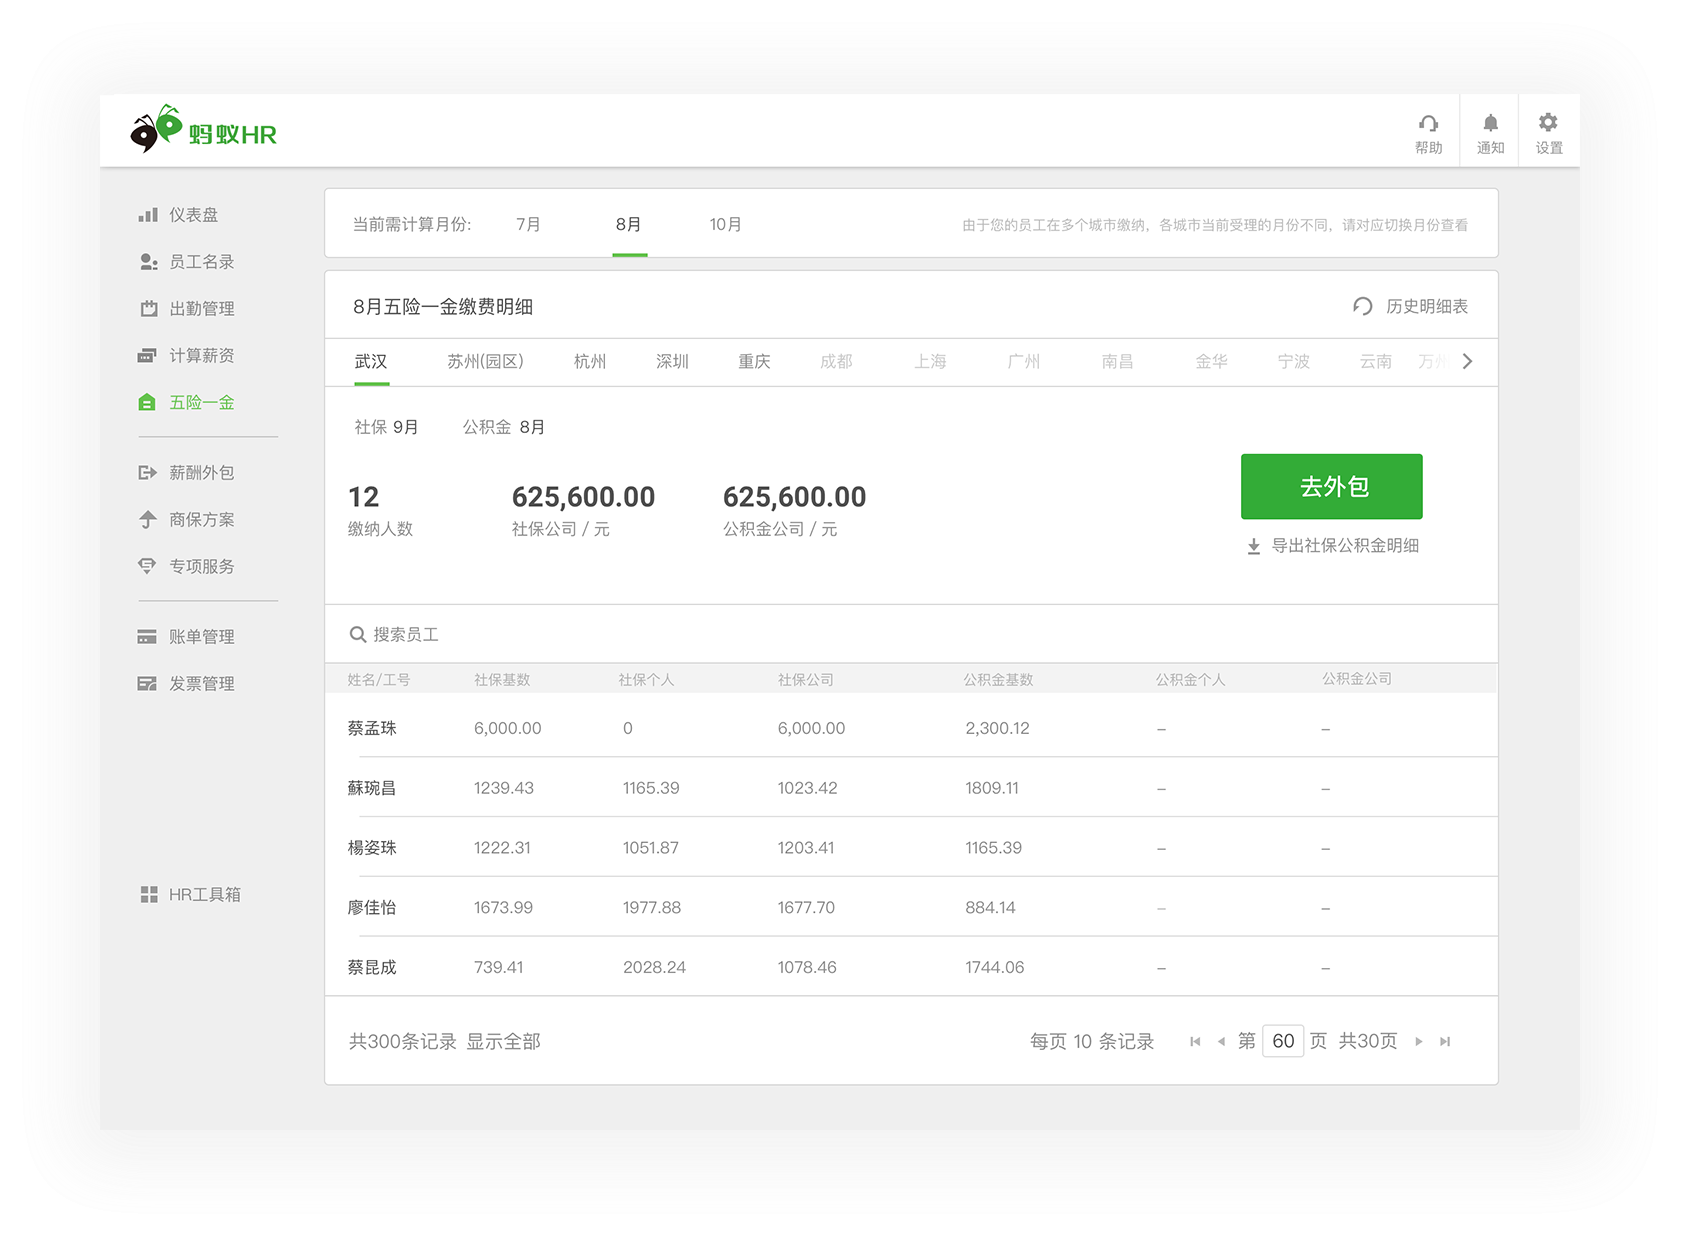 蚂蚁HR
帮助 通知 设置
仪表盘
员工名录
出勤管理
计算薪资
五险一金
薪酬外包
商保方案
专项服务
账单管理
发票管理
HR工具箱
当前需计算月份: 7月 8月 10月 由于您的员工在多个城市缴纳，各城市当前受理的月份不同，请对应切换月份查看
8月五险一金缴费明细 历史明细表
武汉 苏州(园区) 杭州 深圳 重庆 成都 上海 广州 南昌 金华 宁波 云南 万州
社保 9月 公积金 8月
12 625,600.00 625,600.00
缴纳人数 社保公司 / 元 公积金公司 / 元
去外包
导出社保公积金明细
搜索员工
姓名/工号 社保基数 社保个人 社保公司 公积金基数 公积金个人 公积金公司
蔡孟珠 6,000.00 0 6,000.00 2,300.12 – –
蘇琬昌 1239.43 1165.39 1023.42 1809.11 – –
楊姿珠 1222.31 1051.87 1203.41 1165.39 – –
廖佳怡 1673.99 1977.88 1677.70 884.14 – –
蔡昆成 739.41 2028.24 1078.46 1744.06 – –
共300条记录 显示全部 每页 10 条记录 第 60 页 共30页